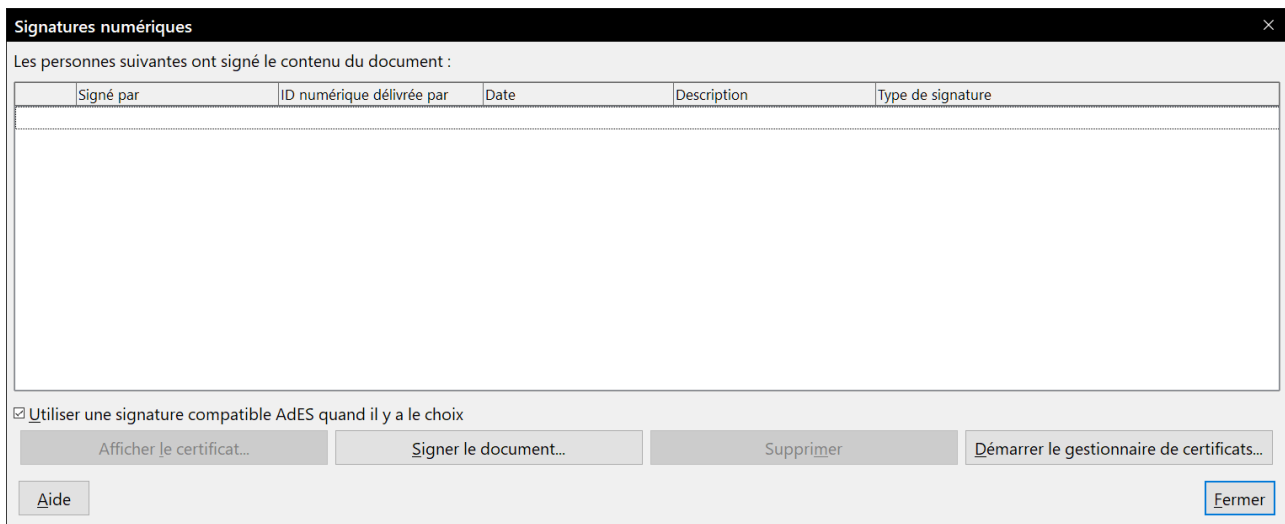 Signatures numériques
Les personnes suivantes ont signé le contenu du document :
Signé par ID numérique délivrée par Date Description Type de signature
Utiliser une signature compatible AdES quand il y a le choix
Afficher le certificat... Signer le document... Supprimer Démarrer le gestionnaire de certificats...
Aide Fermer